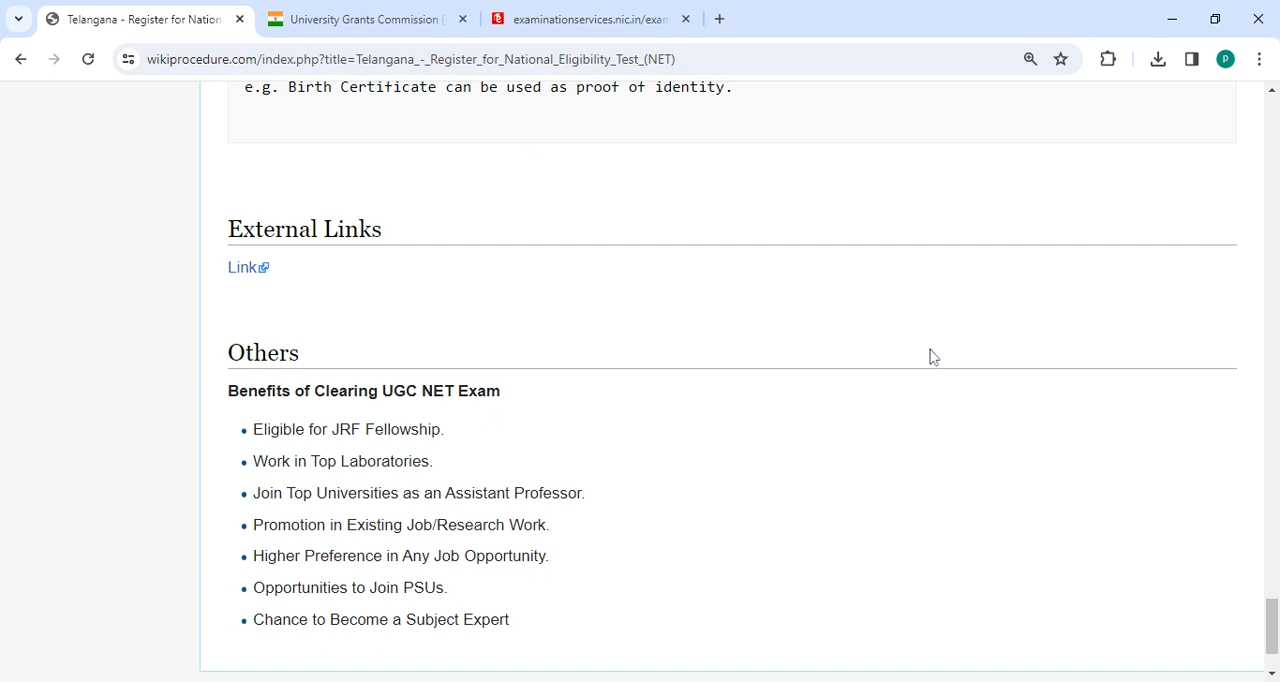 Telangana - Register for Nation
University Grants Commission (
examinationservices.nic.in/exam
wikiprocedure.com/index.php?title=Telangana_-_Register_for_National_Eligibility_Test_(NET)
P
e.g. Birth Certificate can be used as proof of identity.
External Links
Link
Others
Benefits of Clearing UGC NET Exam
Eligible for JRF Fellowship.
Work in Top Laboratories.
Join Top Universities as an Assistant Professor.
Promotion in Existing Job/Research Work.
Higher Preference in Any Job Opportunity.
Opportunities to Join PSUs.
Chance to Become a Subject Expert